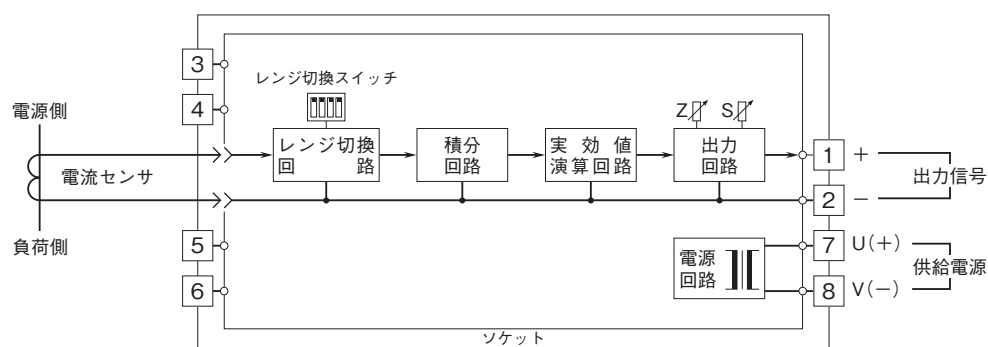 3
レンジ切換スイッチ
4
電源側
Z
S
レンジ切換
回路
積分
回路
実効値
演算回路
出力
回路
1
+
電流センサ
出力信号
2
−
負荷側
5
電源
回路
7
U(+)
供給電源
6
8
V(−)
ソケット